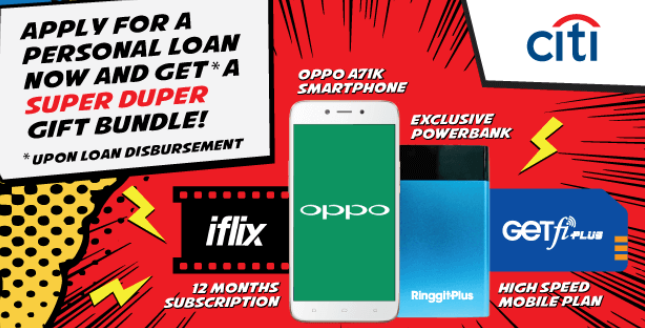 APPLY FOR A
PERSONAL LOAN
NOW AND GET* A
SUPER DUPER
GIFT BUNDLE!
*UPON LOAN DISBURSEMENT
citi
OPPO A71K
SMARTPHONE
EXCLUSIVE
POWERBANK
iflix
oppo
GETfi PLUS
RinggitPlus
12 MONTHS
SUBSCRIPTION
HIGH SPEED
MOBILE PLAN